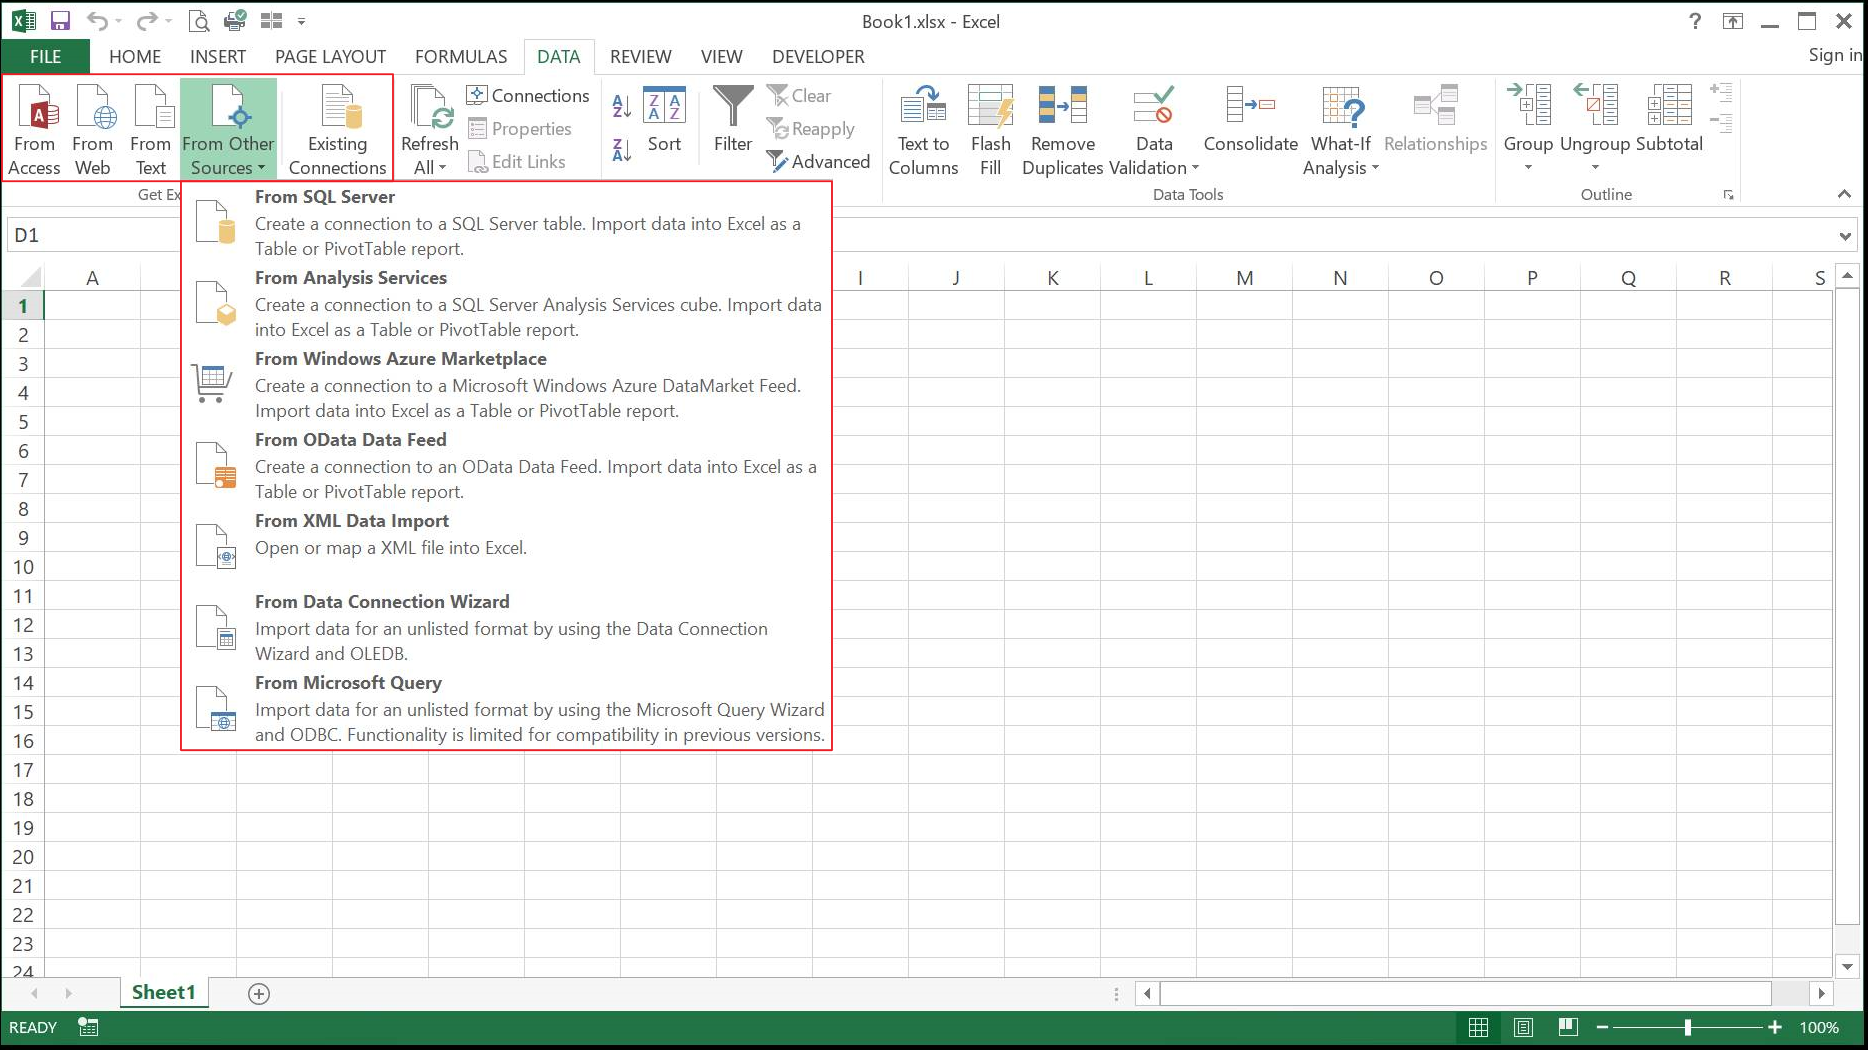 Book1.xlsx - Excel
?
FILE HOME INSERT PAGE LAYOUT FORMULAS DATA REVIEW VIEW DEVELOPER Sign in
From Access
From Web
From Text
From Other Sources
Existing Connections
Refresh All
Connections
Properties
Edit Links
Sort
Filter
Clear
Reapply
Advanced
Text to Columns
Flash Fill
Remove Duplicates
Data Validation
Consolidate
What-If Analysis
Relationships
Group
Ungroup
Subtotal
Get Ex
Data Tools
Outline
D1
From SQL Server
Create a connection to a SQL Server table. Import data into Excel as a
Table or PivotTable report.
From Analysis Services
Create a connection to a SQL Server Analysis Services cube. Import data
into Excel as a Table or PivotTable report.
From Windows Azure Marketplace
Create a connection to a Microsoft Windows Azure DataMarket Feed.
Import data into Excel as a Table or PivotTable report.
From OData Data Feed
Create a connection to an OData Data Feed. Import data into Excel as a
Table or PivotTable report.
From XML Data Import
Open or map a XML file into Excel.
From Data Connection Wizard
Import data for an unlisted format by using the Data Connection
Wizard and OLEDB.
From Microsoft Query
Import data for an unlisted format by using the Microsoft Query Wizard
and ODBC. Functionality is limited for compatibility in previous versions.
A I J K L M N O P Q R S
1
2
3
4
5
6
7
8
9
10
11
12
13
14
15
16
17
18
19
20
21
22
23
24
Sheet1
READY
100%